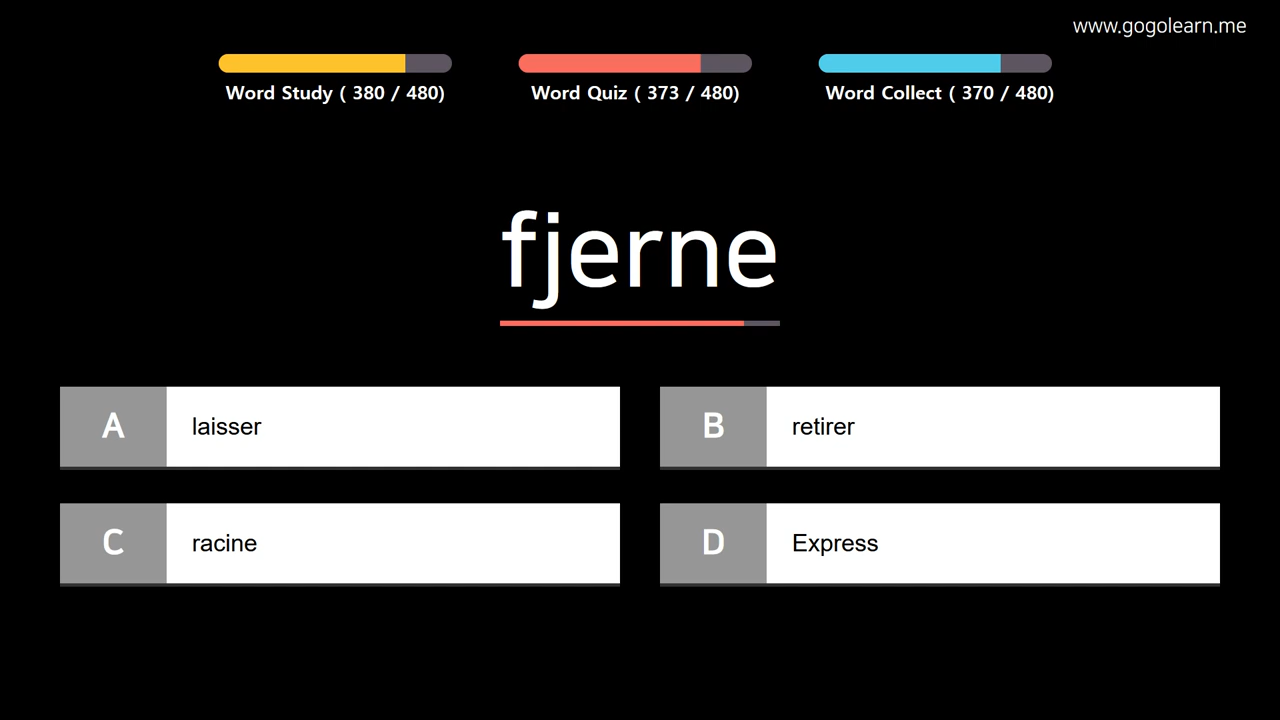 www.gogolearn.me
Word Study ( 380 / 480)
Word Quiz ( 373 / 480)
Word Collect ( 370 / 480)
fjerne
A laisser
B retirer
C racine
D Express